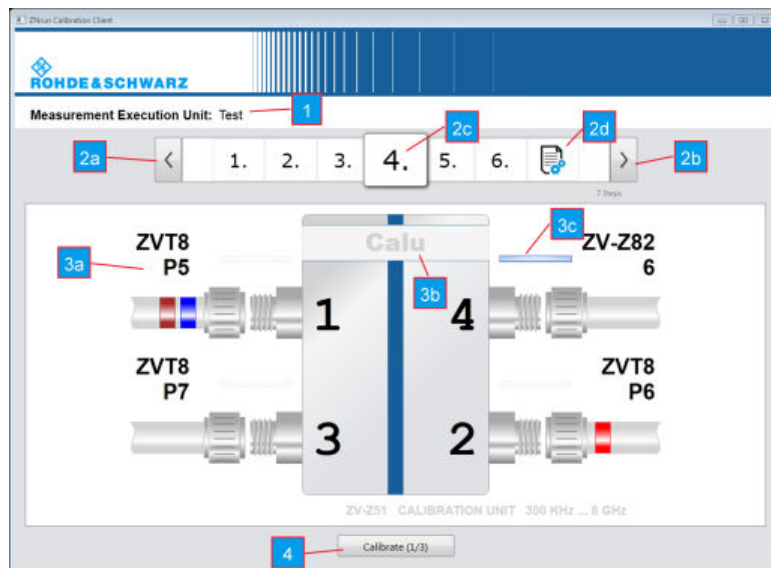 ZNrun Calibration Client
ROHDE&SCHWARZ
Measurement Execution Unit: Test
1
2a
2c
2d
2b
1. 2. 3. 4. 5. 6.
7 Steps
3a
ZVT8
P5
Calu
3b
3c
ZV-Z82
6
1
4
ZVT8
P7
ZVT8
P6
3
2
ZV-Z51 CALIBRATION UNIT 300 KHz ... 8 GHz
4
Calibrate (1/3)